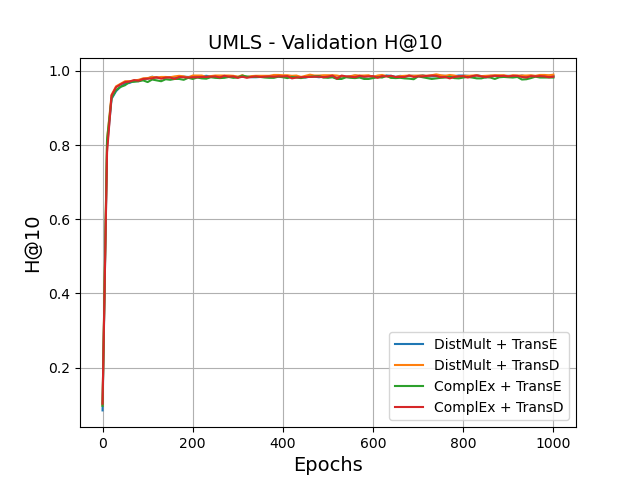 UMLS - Validation H@10
H@10
1.0
0.8
0.6
0.4
0.2
0
200
400
600
800
1000
Epochs
DistMult + TransE
DistMult + TransD
ComplEx + TransE
ComplEx + TransD